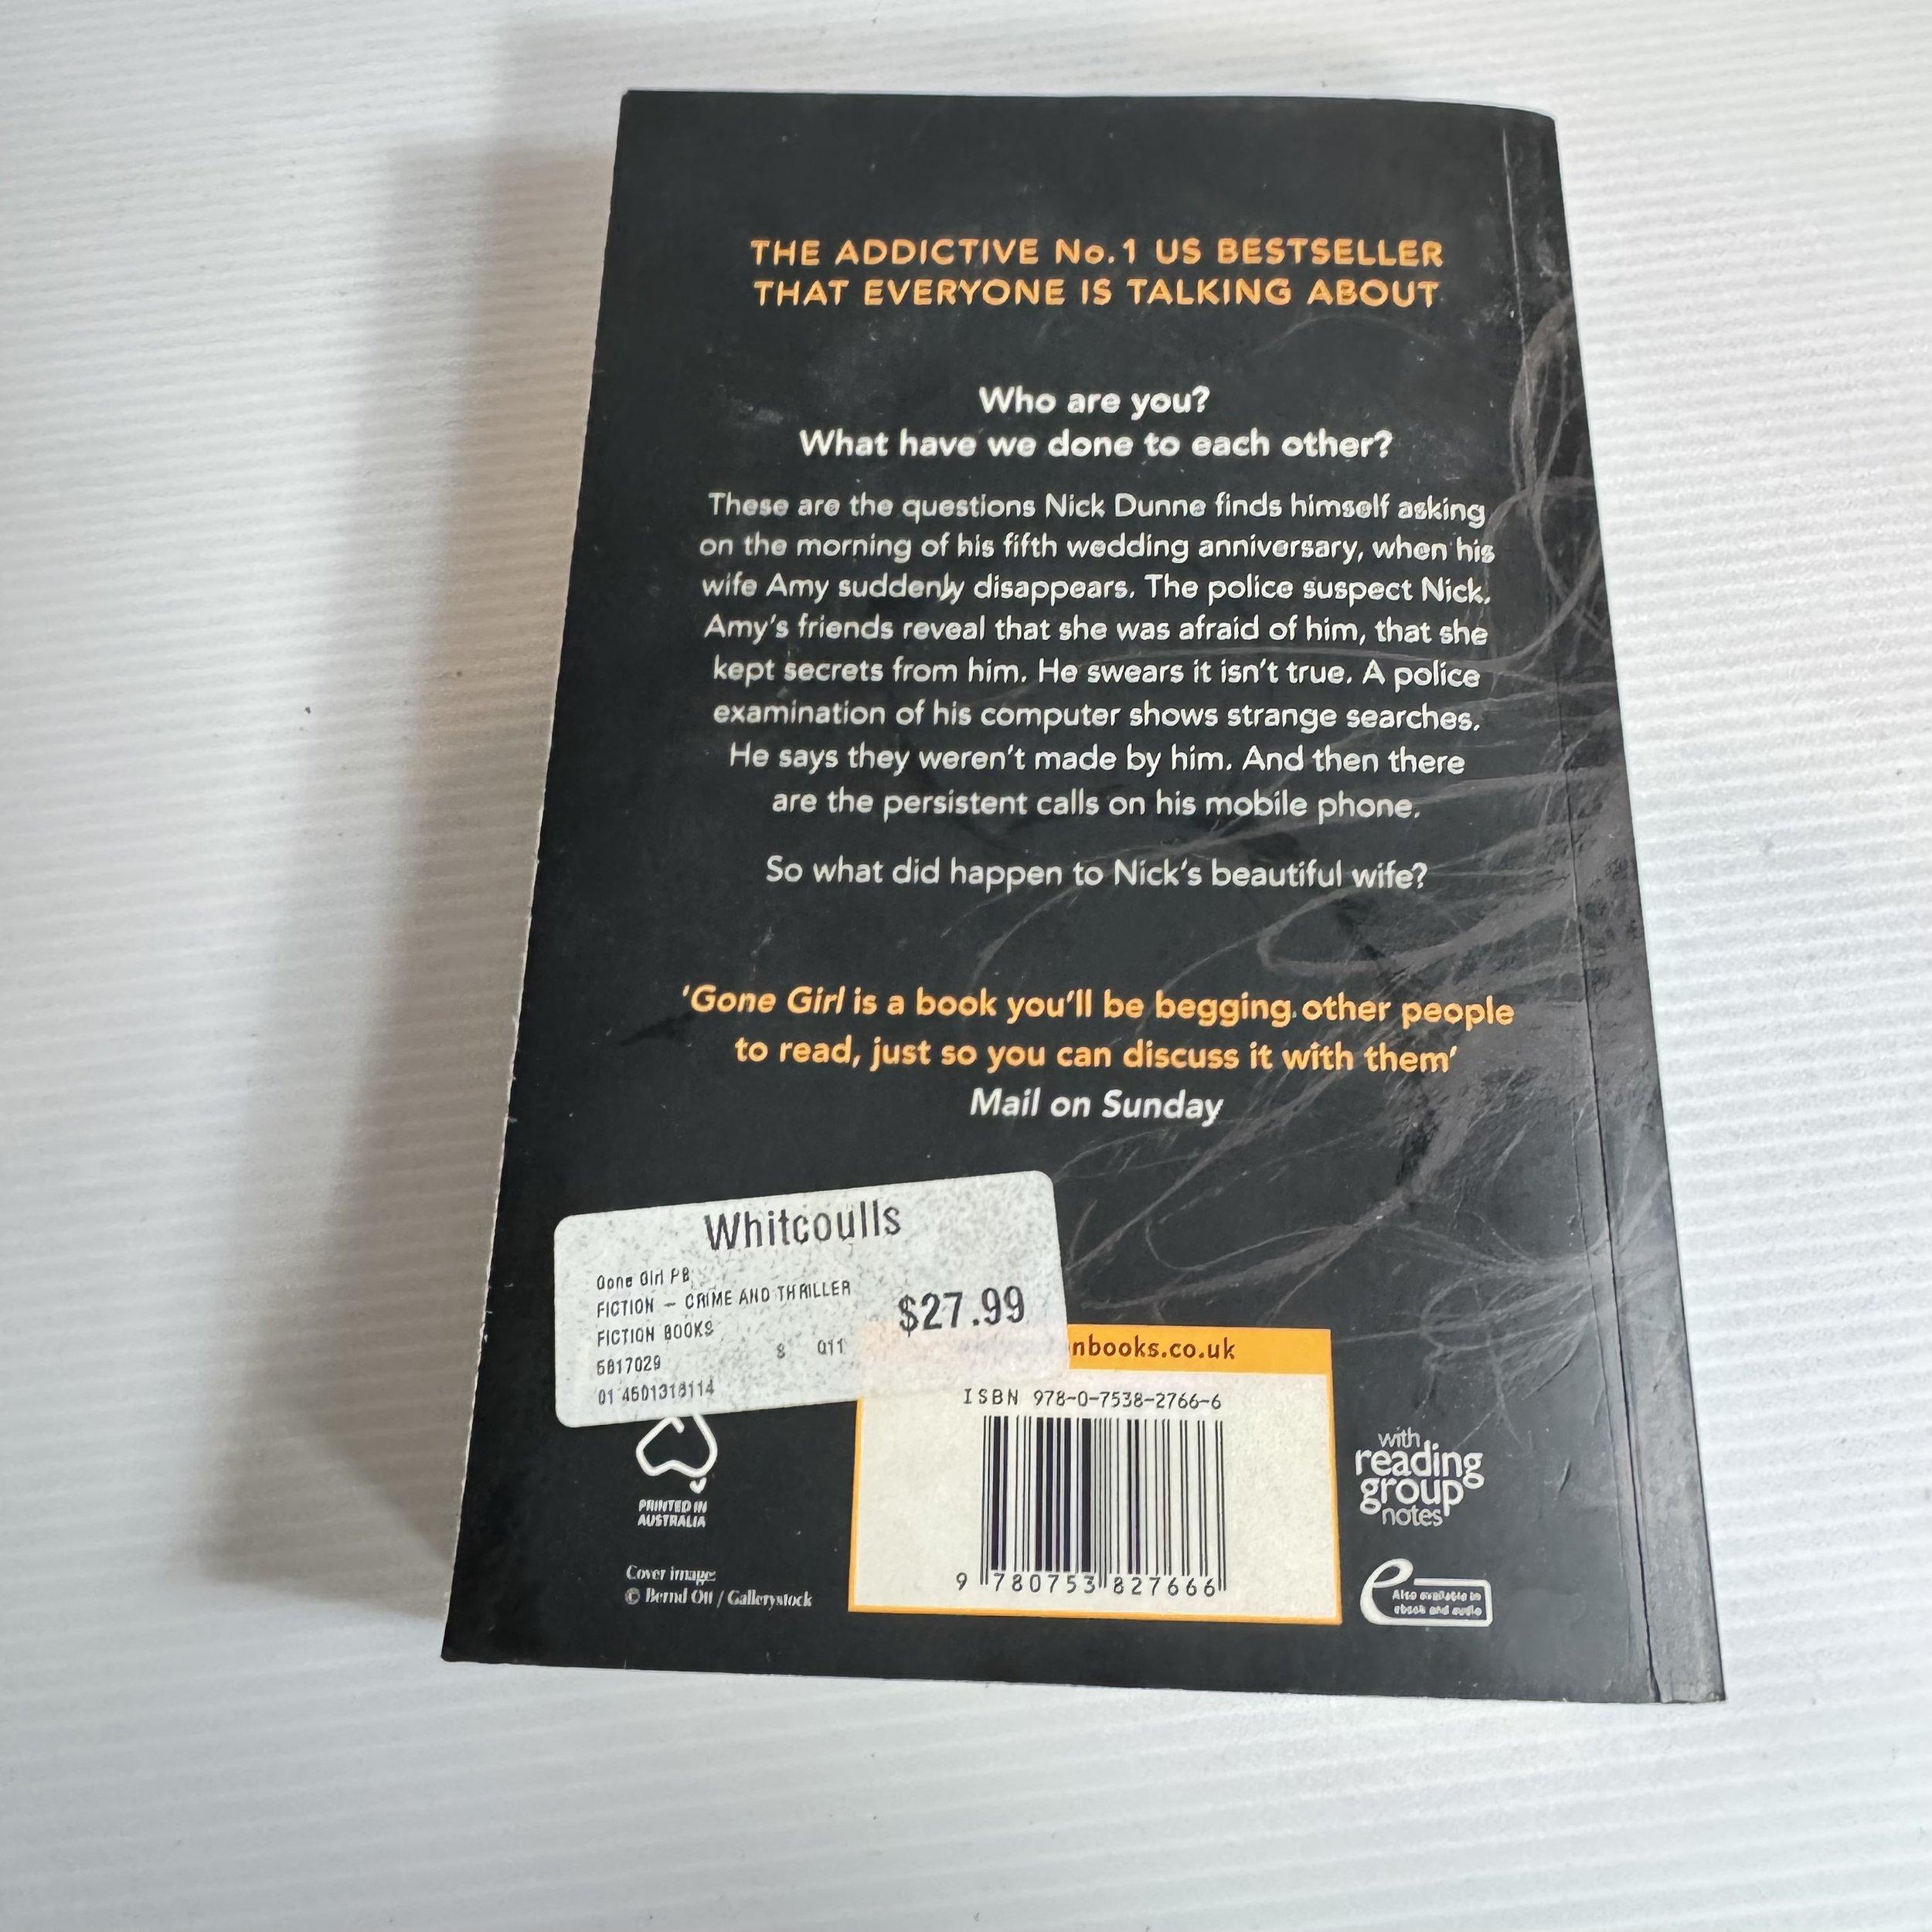 THE ADDICTIVE No.1 US BESTSELLER
THAT EVERYONE IS TALKING ABOUT
Who are you?
What have we done to each other?
These are the questions Nick Dunne finds himself asking
on the morning of his fifth wedding anniversary, when his
wife Amy suddenly disappears. The police suspect Nick.
Amy's friends reveal that she was afraid of him, that she
kept secrets from him. He swears it isn't true. A police
examination of his computer shows strange searches.
He says they weren't made by him. And then there
are the persistent calls on his mobile phone.
So what did happen to Nick's beautiful wife?
'Gone Girl is a book you'll be begging other people
to read, just so you can discuss it with them'
Mail on Sunday
Whitcoulls
Gone Girl PB
FICTION – CRIME AND THRILLER
FICTION BOOKS
$27.99
6817029
8 011
01 4501318114
nbooks.co.uk
ISBN 978-0-7538-2766-6
9 780753 827666
PRINTED IN
AUSTRALIA
Cover image:
© Bernd Ott / Gallerystock
with
reading
group
notes
Also available in
ebook and audio